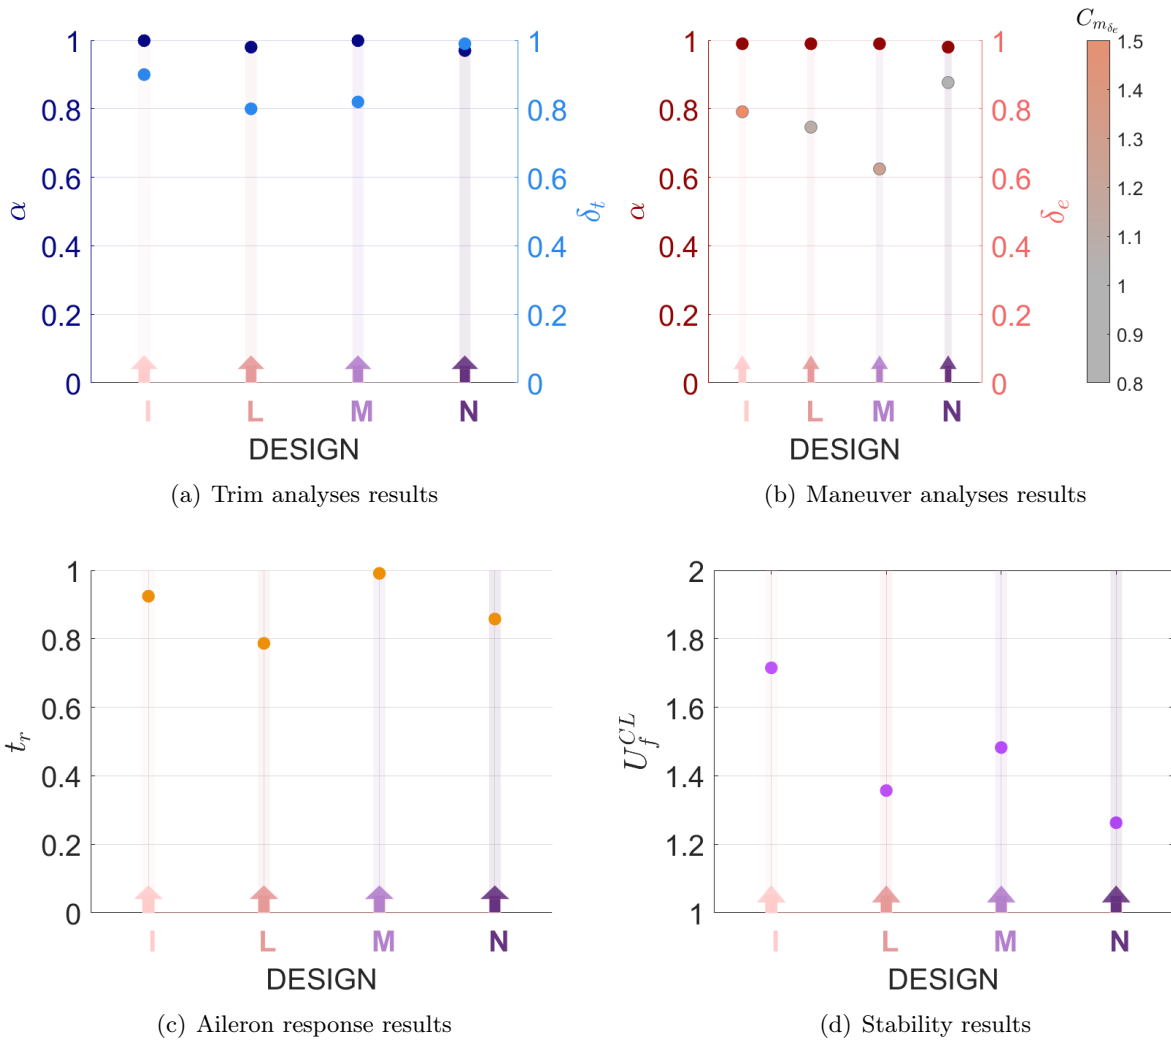 1
0.8
0.6
0.4
0.2
0
α
1
0.8
0.6
0.4
0.2
0
δt
I L M N
DESIGN
(a) Trim analyses results
1
0.8
0.6
0.4
0.2
0
α
1
0.8
0.6
0.4
0.2
0
δe
I L M N
DESIGN
Cmδe
1.5
1.4
1.3
1.2
1.1
1
0.9
0.8
(b) Maneuver analyses results
1
0.8
0.6
0.4
0.2
0
tr
I L M N
DESIGN
(c) Aileron response results
2
1.8
1.6
1.4
1.2
1
UfCL
I L M N
DESIGN
(d) Stability results